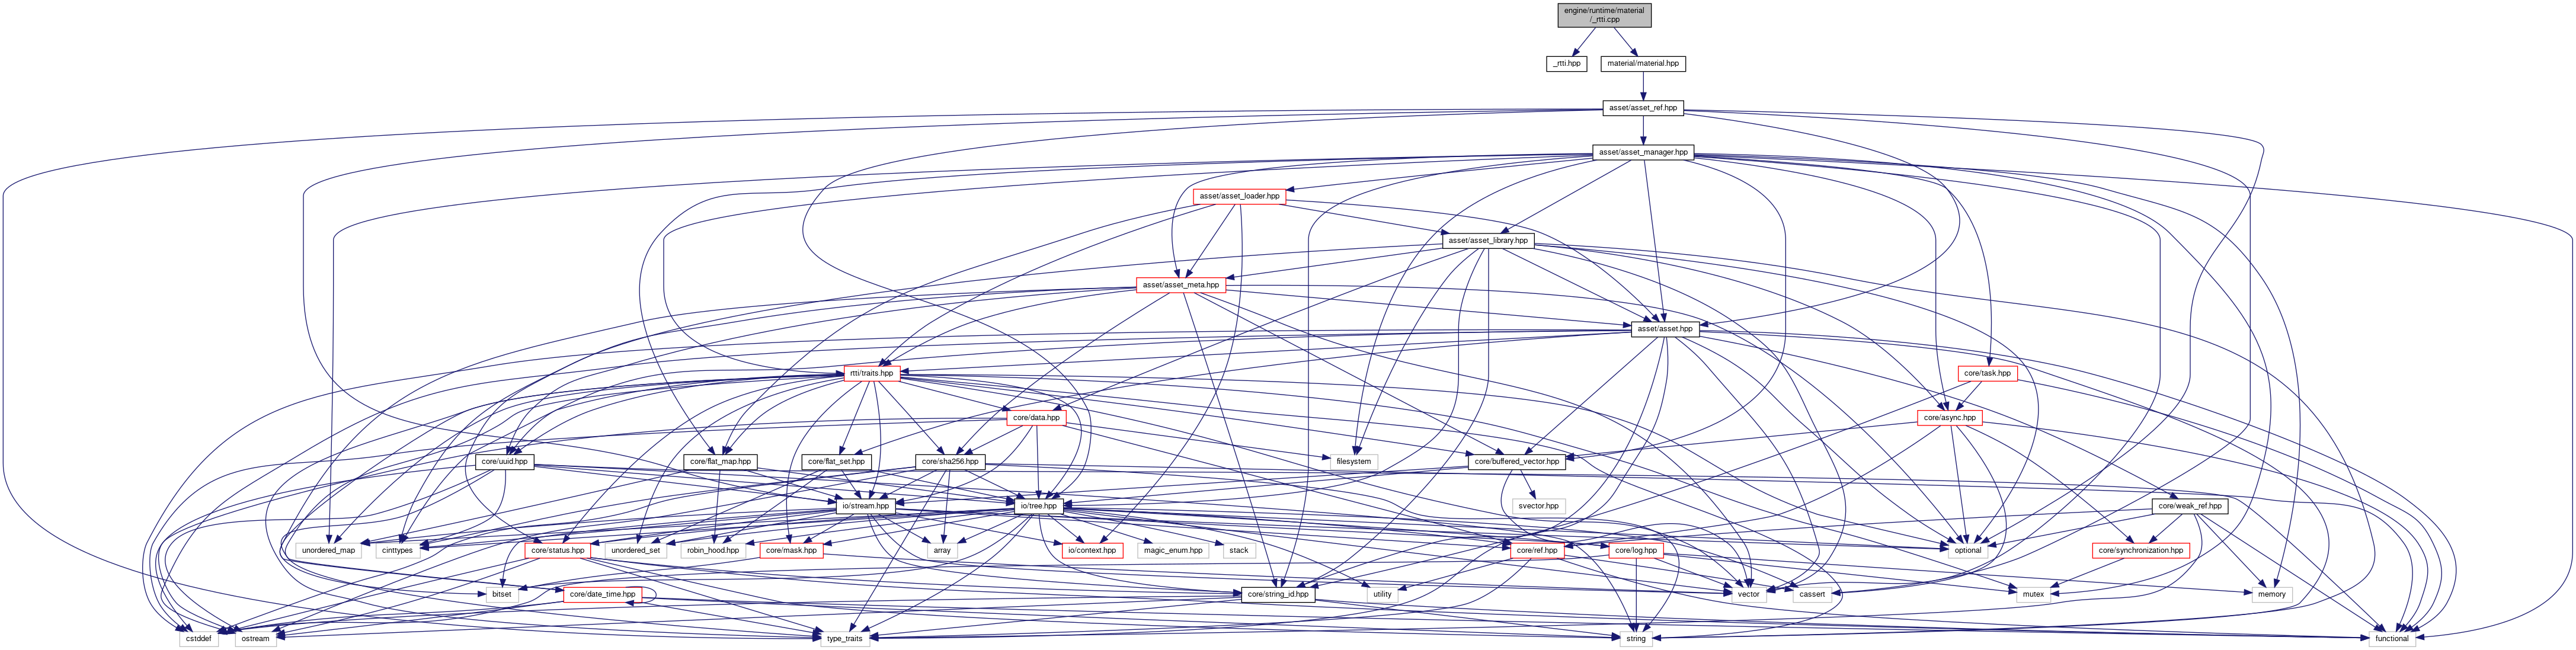 engine/runtime/material
/_rtti.cpp
_rtti.hpp
material/material.hpp
asset/asset_ref.hpp
asset/asset_manager.hpp
asset/asset_loader.hpp
asset/asset_library.hpp
asset/asset_meta.hpp
asset/asset.hpp
rtti/traits.hpp
core/task.hpp
core/data.hpp
core/async.hpp
core/uuid.hpp
core/flat_map.hpp
core/flat_set.hpp
core/sha256.hpp
filesystem
core/buffered_vector.hpp
io/stream.hpp
io/tree.hpp
svector.hpp
core/weak_ref.hpp
unordered_map
cinttypes
core/status.hpp
unordered_set
robin_hood.hpp
core/mask.hpp
array
io/context.hpp
magic_enum.hpp
stack
core/ref.hpp
core/log.hpp
optional
core/synchronization.hpp
bitset
core/date_time.hpp
core/string_id.hpp
utility
vector
cassert
mutex
memory
cstddef
ostream
type_traits
string
functional